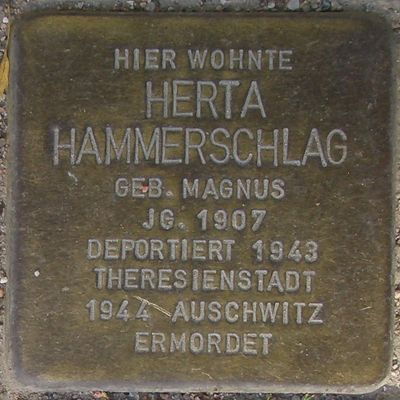 HIER WOHNTE
HERTA
HAMMERSCHLAG
GEB. MAGNUS
JG. 1907
DEPORTIERT 1943
THERESIENSTADT
1944 AUSCHWITZ
ERMORDET